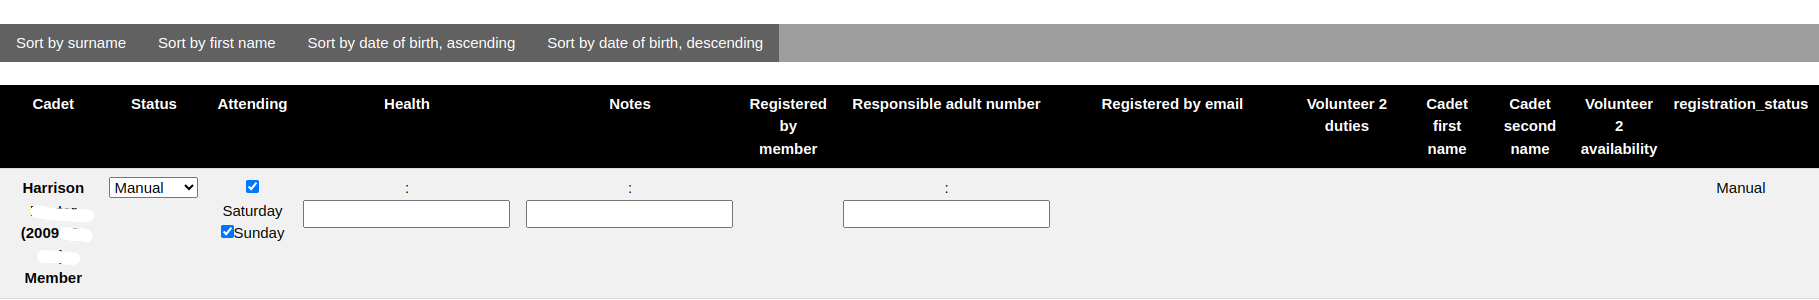 Sort by surname Sort by first name Sort by date of birth, ascending Sort by date of birth, descending
Cadet Status Attending Health Notes Registered by member Responsible adult number Registered by email Volunteer 2 duties Cadet first name Cadet second name Volunteer 2 availability registration_status
Harrison Manual : : : Manual
Saturday
(2009 Sunday
Member